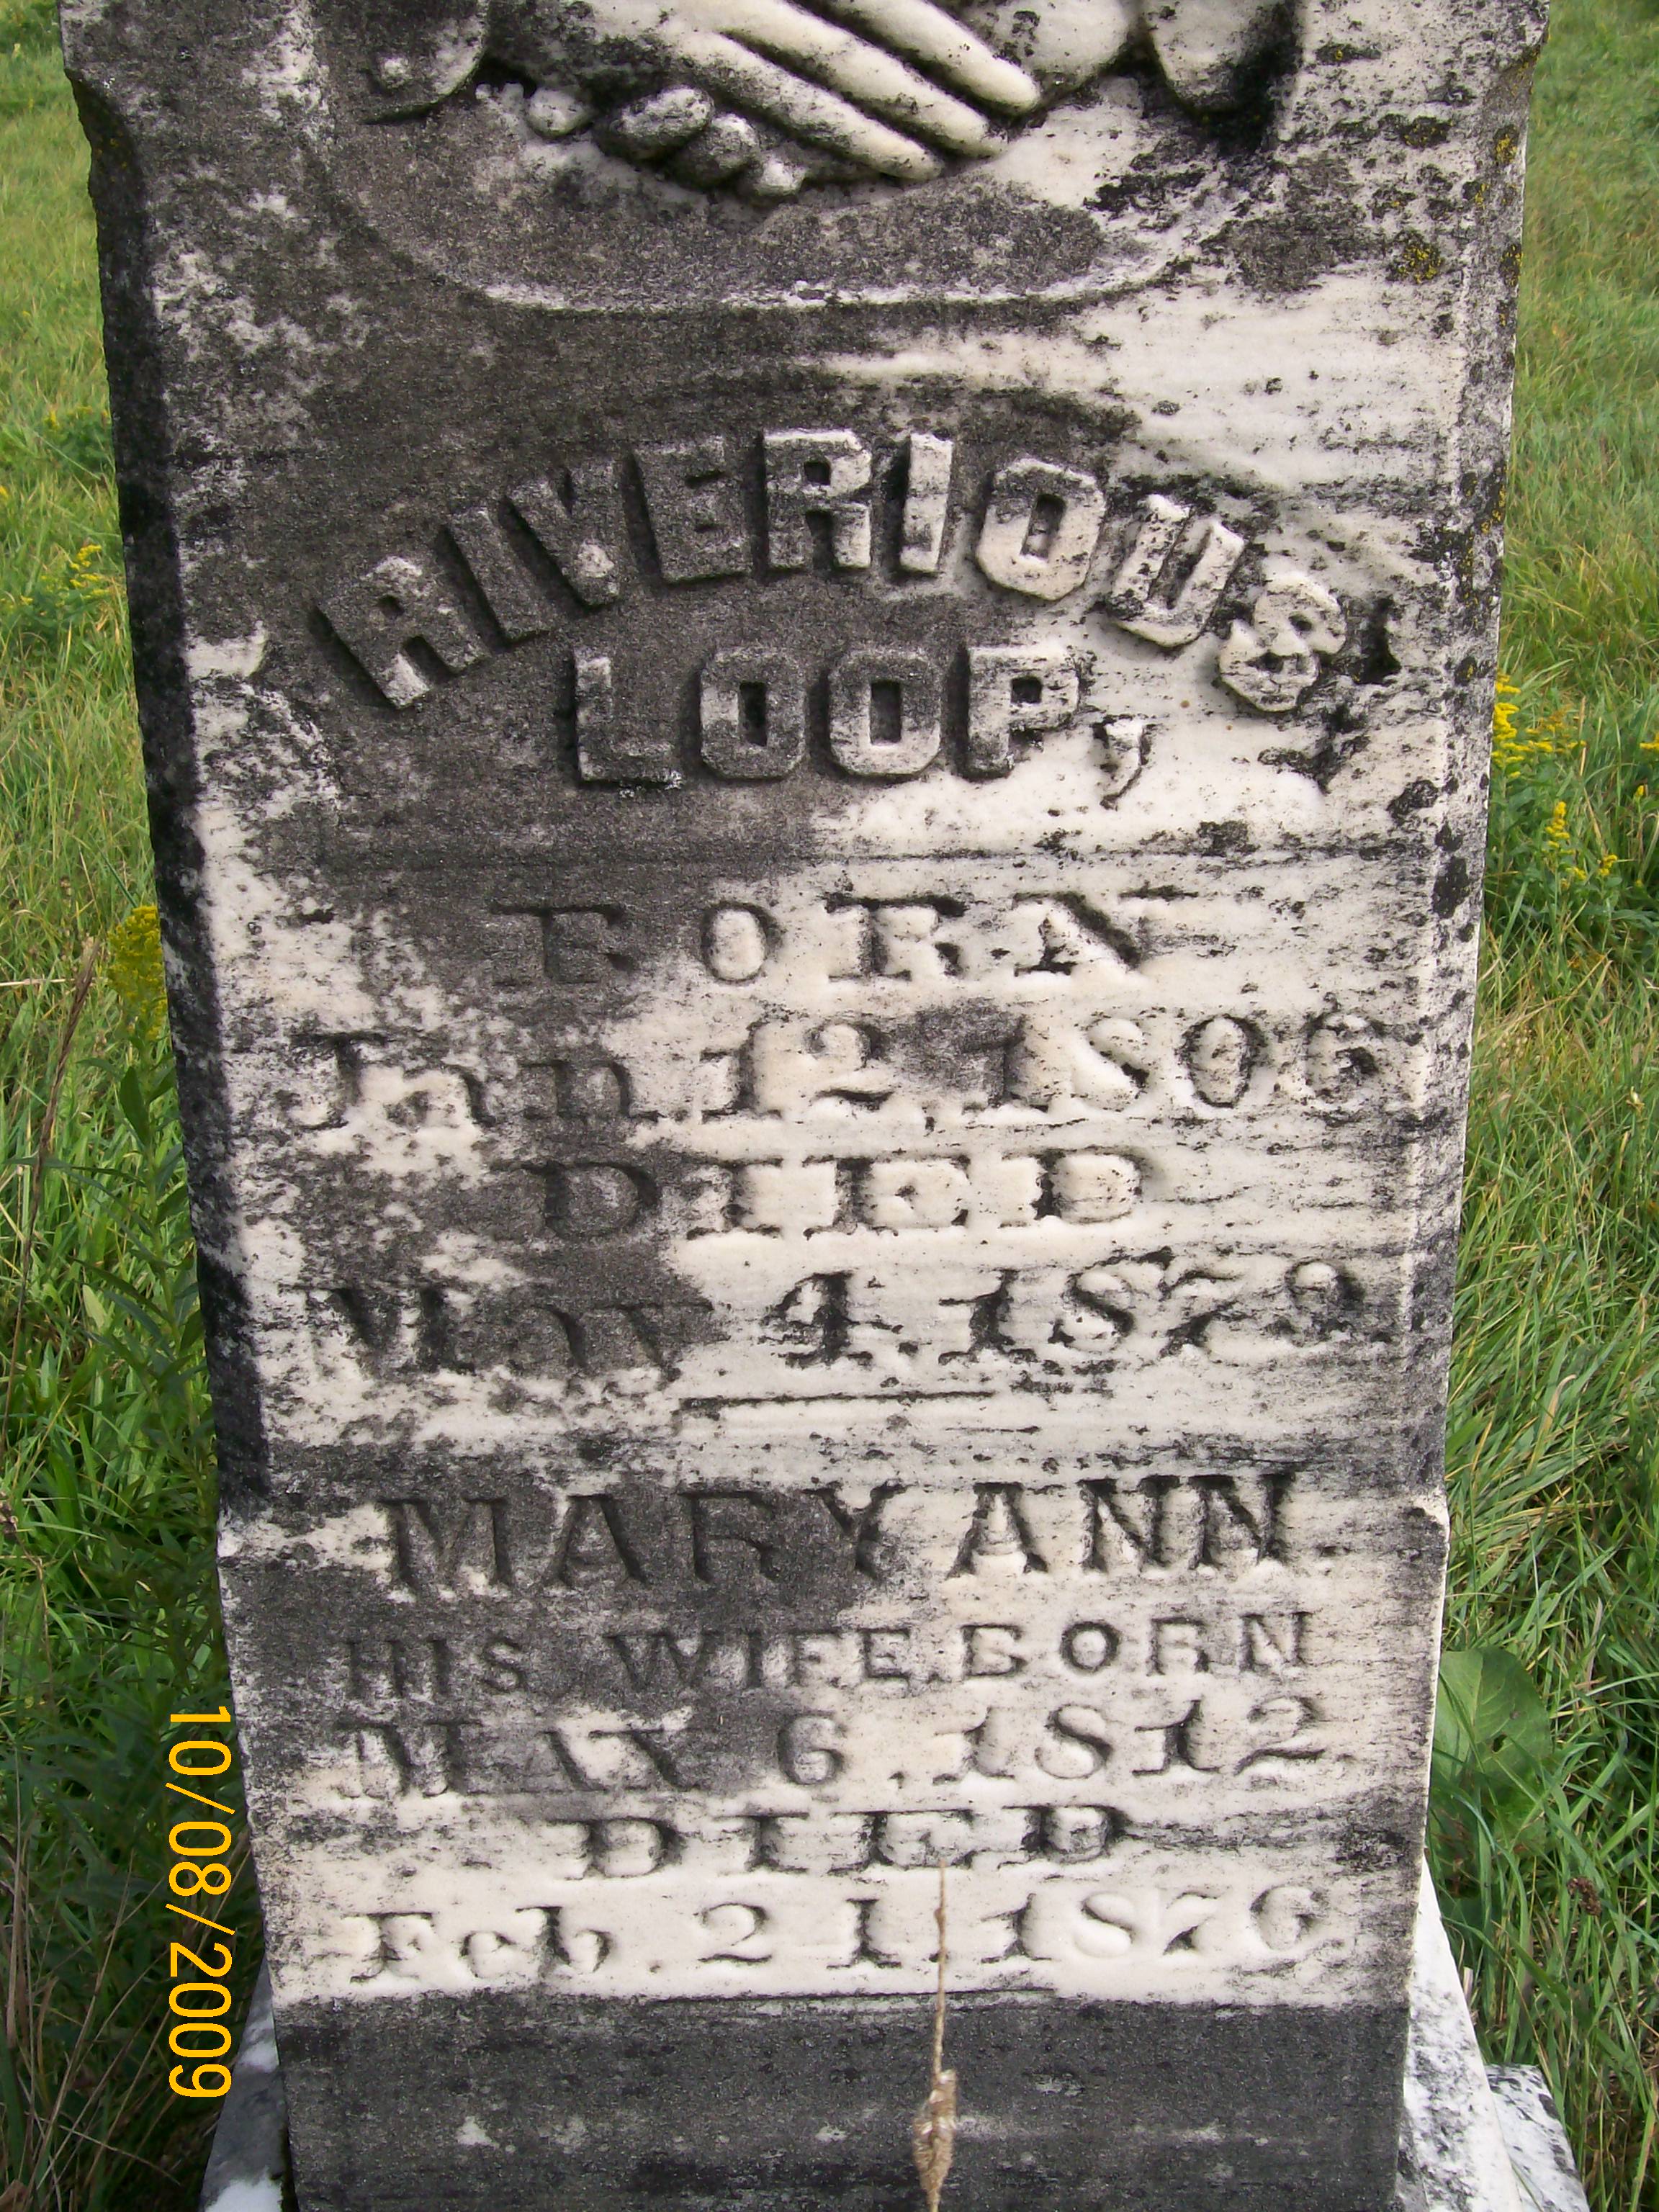 RIVERIOUS
LOOP,
BORN
Jan. 12, 1806
DIED
May 4, 1879
MARY ANN.
HIS WIFE, BORN
MAY 6, 1812
DIED
Feb. 21, 1876
10/08/2009